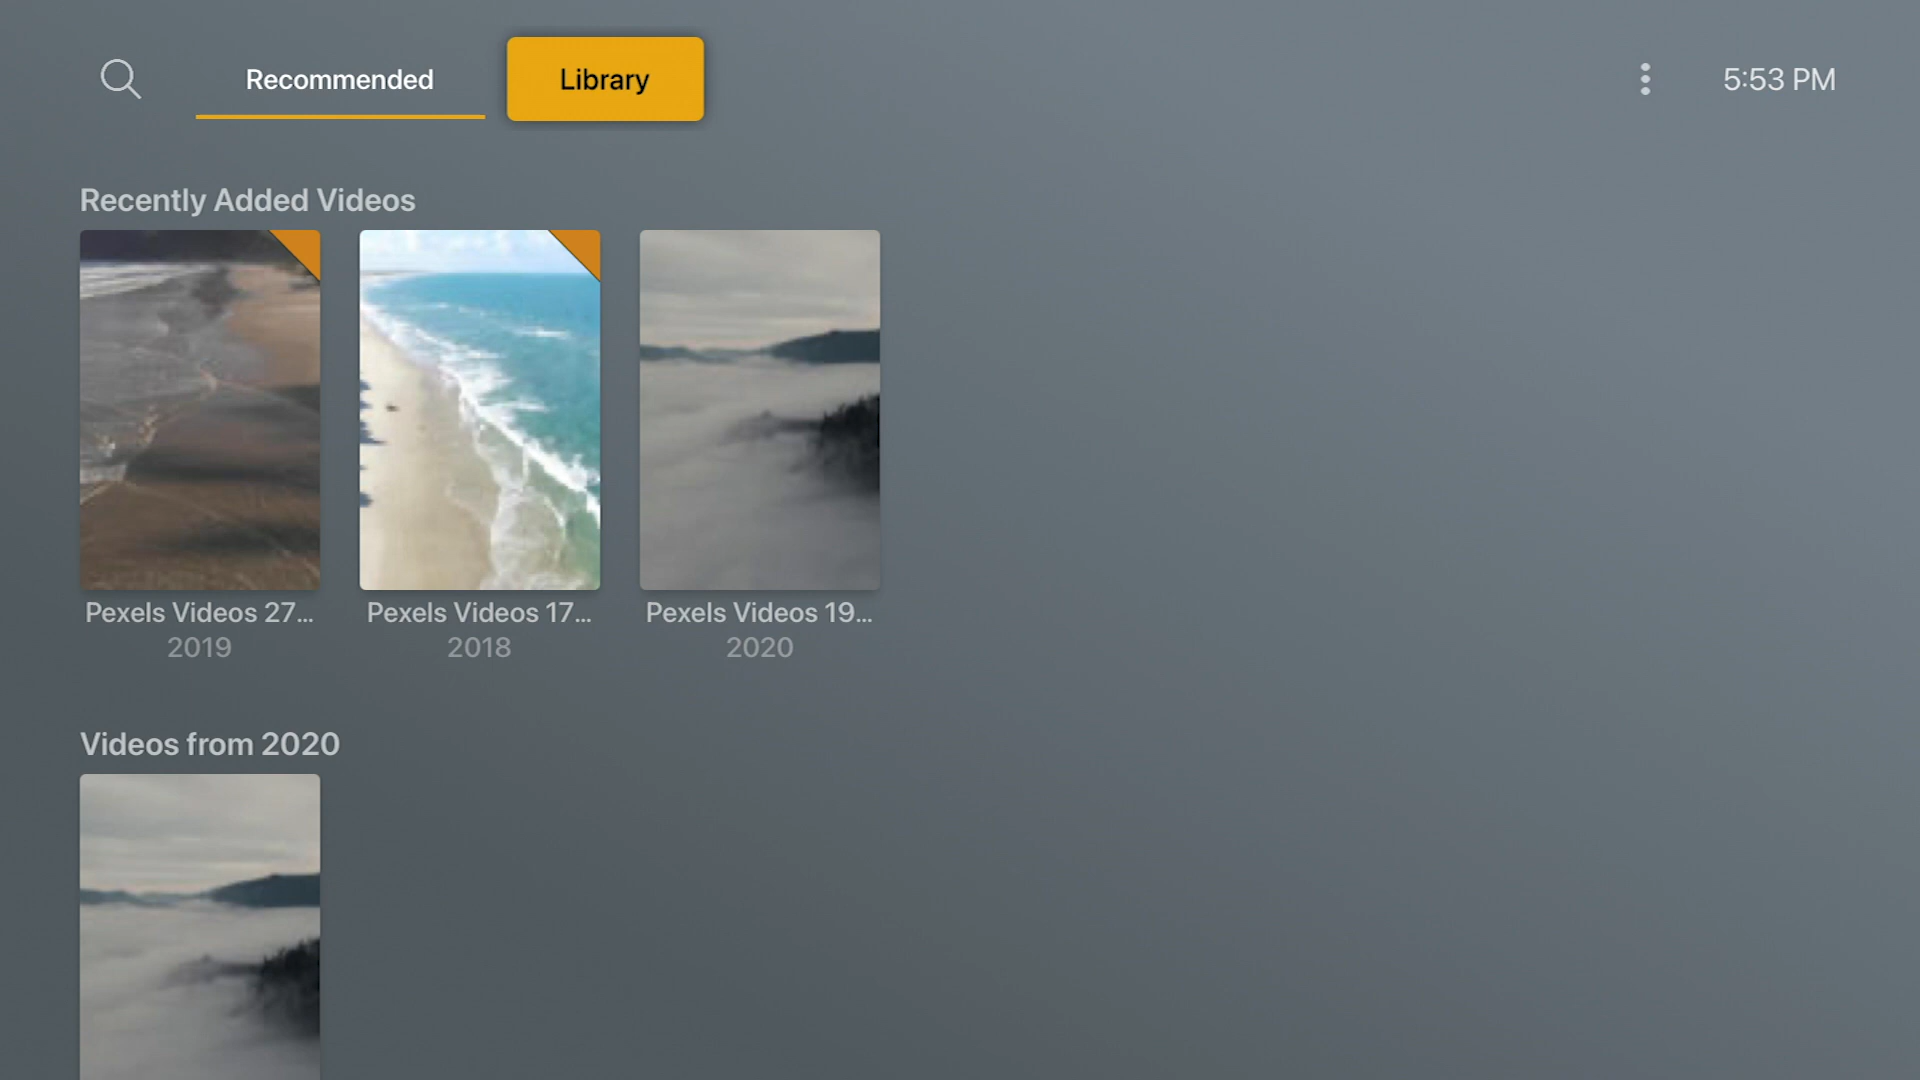 Recommended
Library
5:53 PM
Recently Added Videos
Pexels Videos 27...
Pexels Videos 17...
Pexels Videos 19...
2019
2018
2020
Videos from 2020